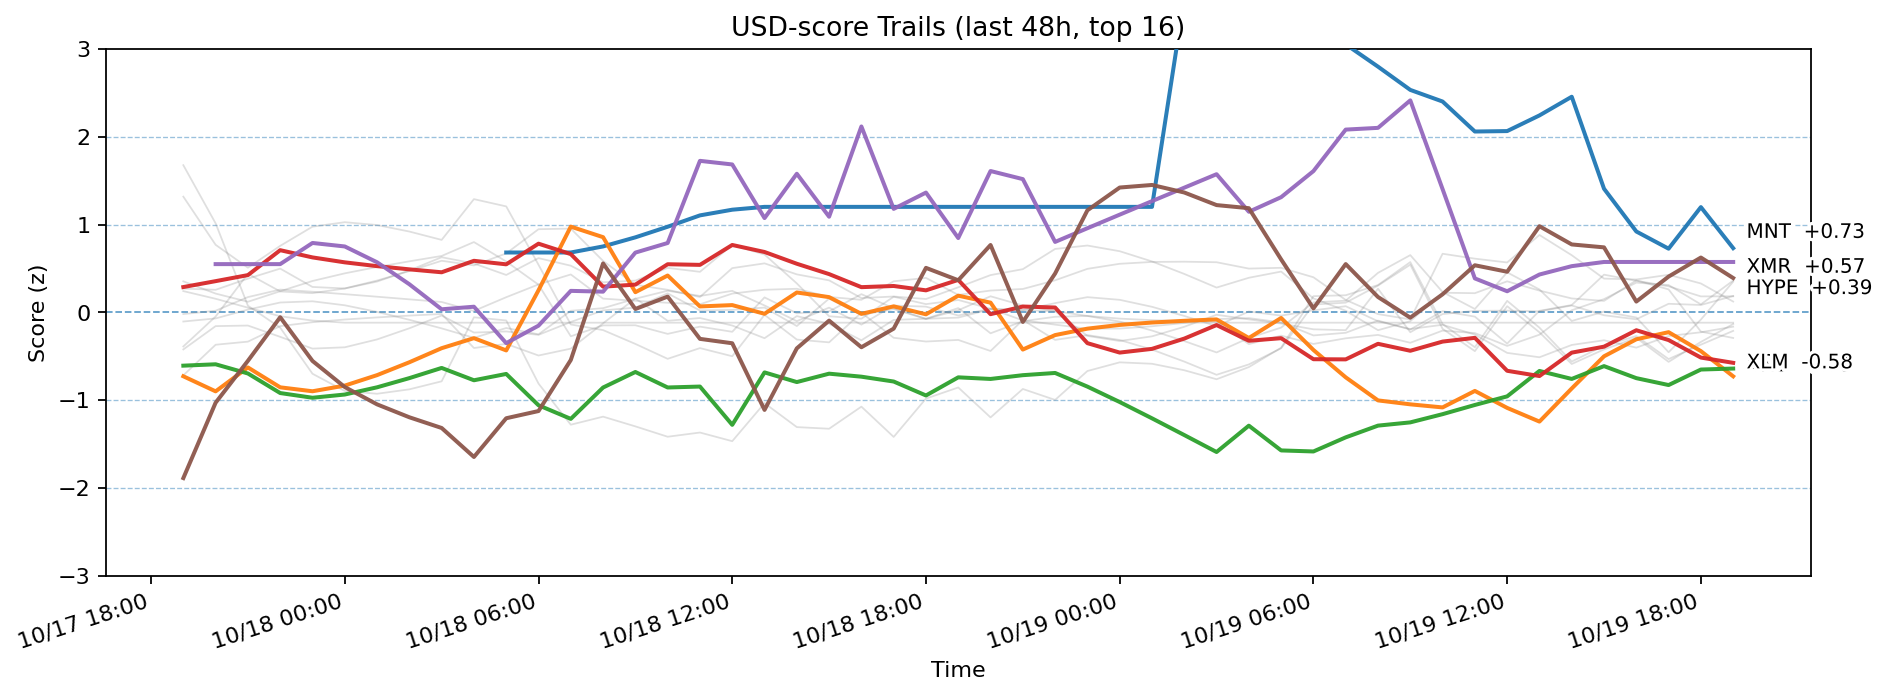 USD-score Trails (last 48h, top 16)
3
2
1
0
−1
−2
−3
Score (z)
MNT +0.73
XMR +0.57
HYPE +0.39
XLM -0.58
10/17 18:00
10/18 00:00
10/18 06:00
10/18 12:00
10/18 18:00
10/19 00:00
10/19 06:00
10/19 12:00
10/19 18:00
Time